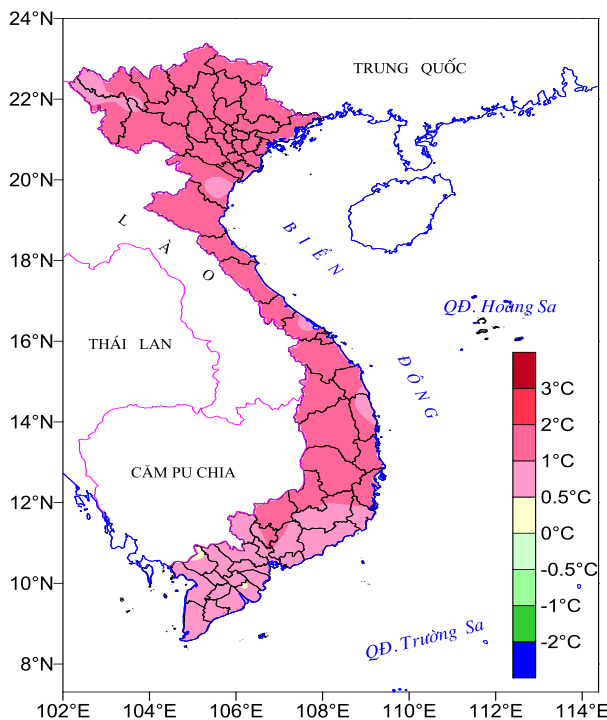 24°N
22°N
20°N
18°N
16°N
14°N
12°N
10°N
8°N
TRUNG QUỐC
LÀO
BIỂN
ĐÔNG
QĐ. Hoàng Sa
THÁI LAN
CĂM PU CHIA
QĐ. Trường Sa
3°C
2°C
1°C
0.5°C
0°C
-0.5°C
-1°C
-2°C
102°E
104°E
106°E
108°E
110°E
112°E
114°E